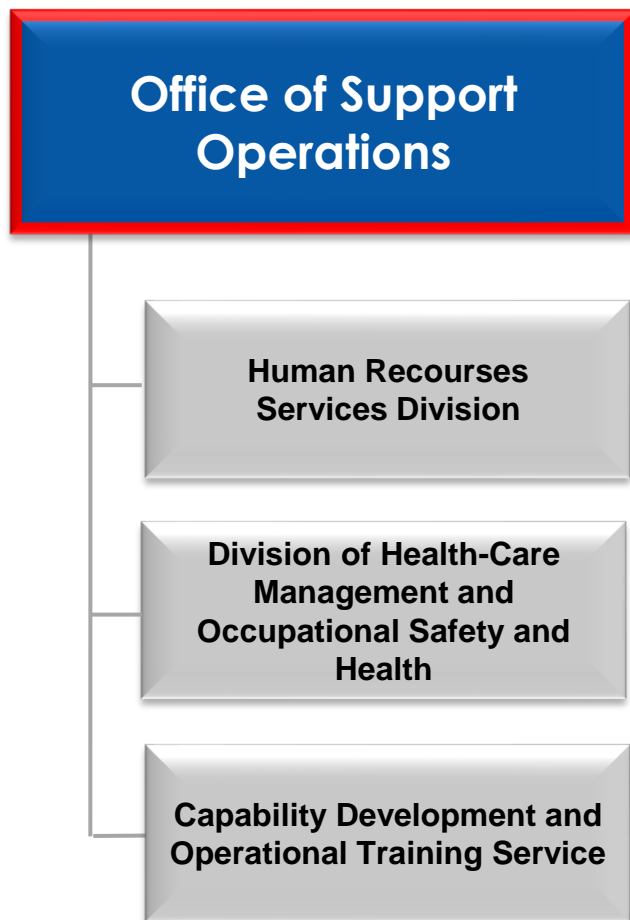 Office of Support
Operations
Human Recourses
Services Division
Division of Health-Care
Management and
Occupational Safety and
Health
Capability Development and
Operational Training Service